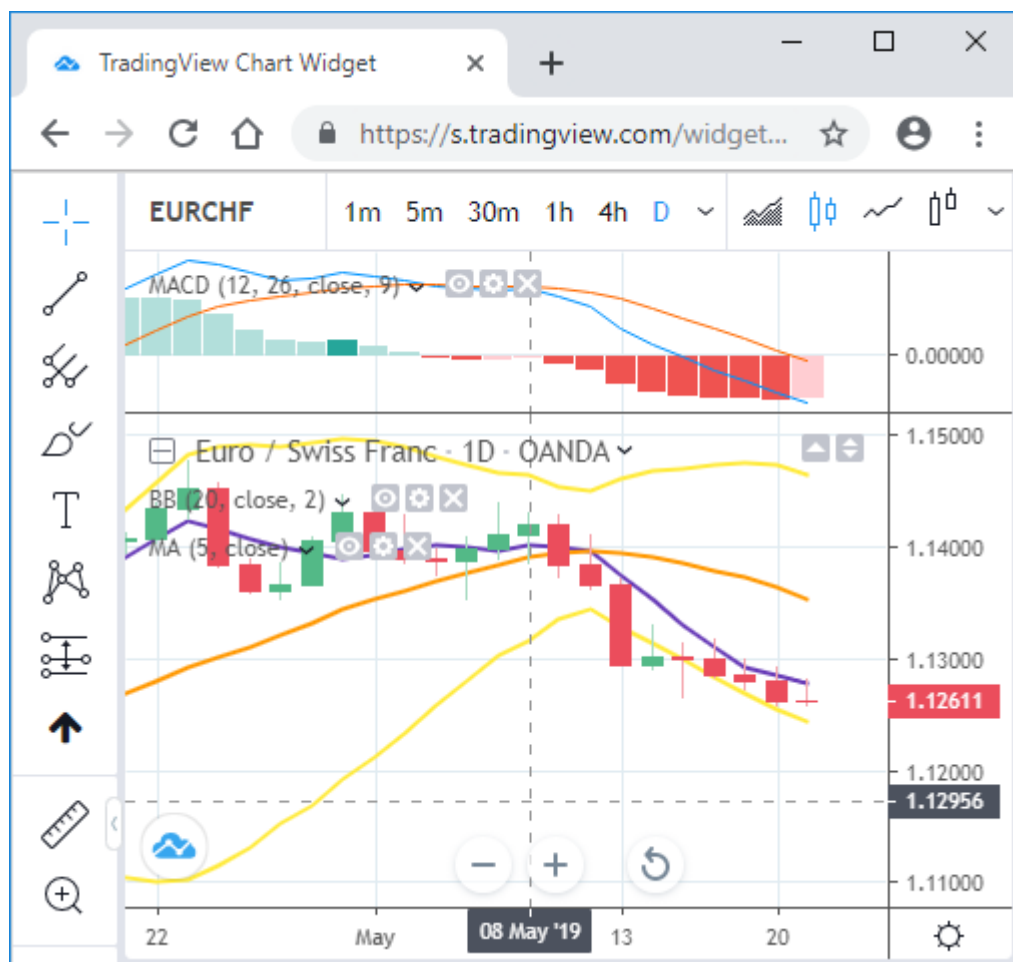 TradingView Chart Widget
https://s.tradingview.com/widget...
EURCHF 1m 5m 30m 1h 4h D
MACD (12, 26, close, 9)
0.00000
1.15000
Euro / Swiss Franc · 1D · OANDA
BB (20, close, 2)
MA (5, close)
1.14000
1.13000
1.12611
1.12000
1.12956
1.11000
22 May 08 May '19 13 20